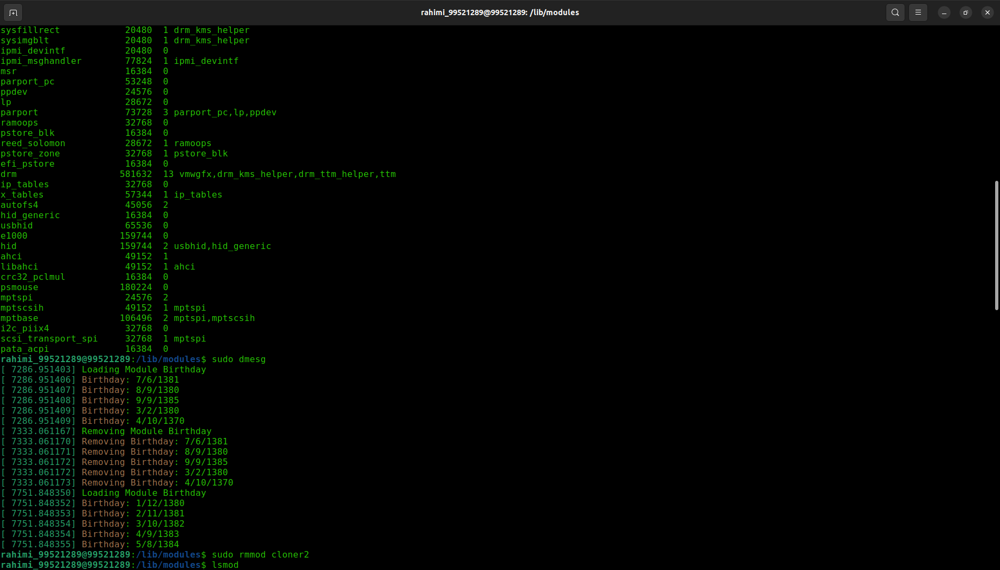 rahimi_99521289@99521289: /lib/modules
sysfillrect            20480  1 drm_kms_helper
sysimgblt              20480  1 drm_kms_helper
ipmi_devintf           20480  0
ipmi_msghandler        77824  1 ipmi_devintf
msr                    16384  0
parport_pc             53248  0
ppdev                  24576  0
lp                     28672  0
parport                73728  3 parport_pc,lp,ppdev
ramoops                32768  0
pstore_blk             16384  0
reed_solomon           28672  1 ramoops
pstore_zone            32768  1 pstore_blk
efi_pstore             16384  0
drm                   581632  13 vmwgfx,drm_kms_helper,drm_ttm_helper,ttm
ip_tables              32768  0
x_tables               57344  1 ip_tables
autofs4                45056  2
hid_generic            16384  0
usbhid                 65536  0
e1000                 159744  0
hid                   159744  2 usbhid,hid_generic
ahci                   49152  1
libahci                49152  1 ahci
crc32_pclmul           16384  0
psmouse               180224  0
mptspi                 24576  2
mptscsih               49152  1 mptspi
mptbase               106496  2 mptspi,mptscsih
i2c_piix4              32768  0
scsi_transport_spi     32768  1 mptspi
pata_acpi              16384  0
rahimi_99521289@99521289:/lib/modules$ sudo dmesg
[ 7286.951403] Loading Module Birthday
[ 7286.951406] Birthday: 7/6/1381
[ 7286.951407] Birthday: 8/9/1380
[ 7286.951408] Birthday: 9/9/1385
[ 7286.951409] Birthday: 3/2/1380
[ 7286.951409] Birthday: 4/10/1370
[ 7333.061167] Removing Module Birthday
[ 7333.061170] Removing Birthday: 7/6/1381
[ 7333.061171] Removing Birthday: 8/9/1380
[ 7333.061172] Removing Birthday: 9/9/1385
[ 7333.061172] Removing Birthday: 3/2/1380
[ 7333.061173] Removing Birthday: 4/10/1370
[ 7751.848350] Loading Module Birthday
[ 7751.848352] Birthday: 1/12/1380
[ 7751.848353] Birthday: 2/11/1381
[ 7751.848354] Birthday: 3/10/1382
[ 7751.848354] Birthday: 4/9/1383
[ 7751.848355] Birthday: 5/8/1384
rahimi_99521289@99521289:/lib/modules$ sudo rmmod cloner2
rahimi_99521289@99521289:/lib/modules$ lsmod